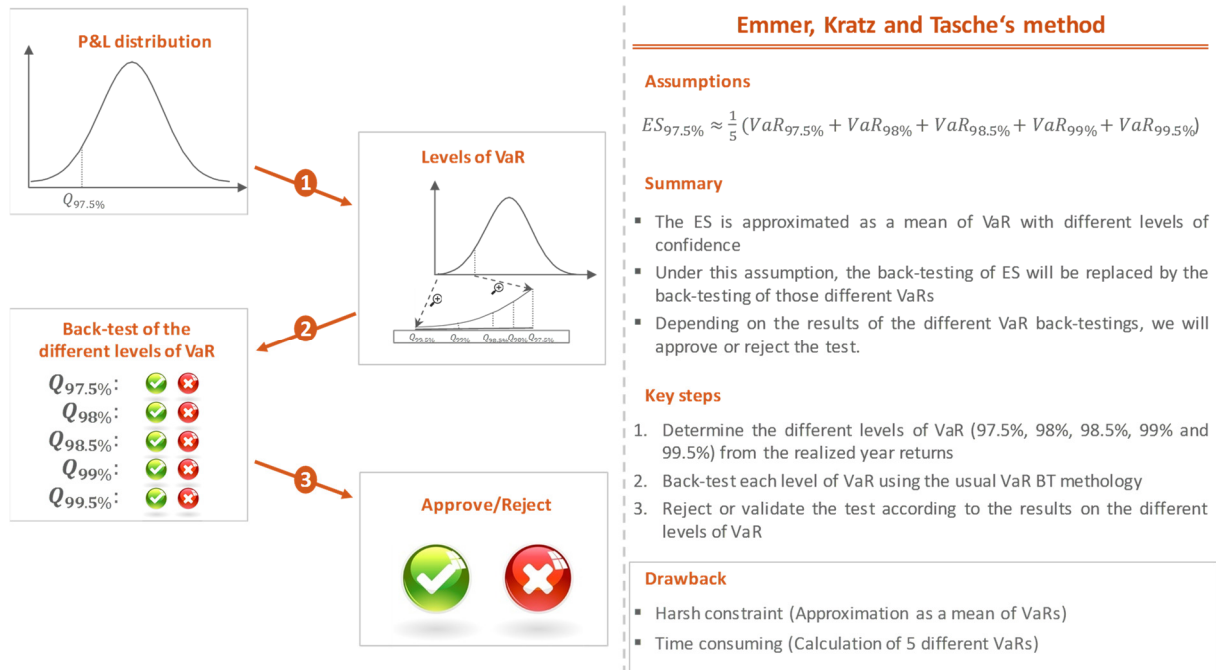 P&L distribution
Q97.5%
1
Levels of VaR
Q99.5% Q99% Q98.5% Q98% Q97.5%
2
Back-test of the
different levels of VaR
Q97.5%:
Q98%:
Q98.5%:
Q99%:
Q99.5%:
3
Approve/Reject
Emmer, Kratz and Tasche‘s method
Assumptions
ES97.5% ≈ 1/5 (VaR97.5% + VaR98% + VaR98.5% + VaR99% + VaR99.5%)
Summary
▪ The ES is approximated as a mean of VaR with different levels of
confidence
▪ Under this assumption, the back-testing of ES will be replaced by the
back-testing of those different VaRs
▪ Depending on the results of the different VaR back-testings, we will
approve or reject the test.
Key steps
1. Determine the different levels of VaR (97.5%, 98%, 98.5%, 99% and
99.5%) from the realized year returns
2. Back-test each level of VaR using the usual VaR BT methology
3. Reject or validate the test according to the results on the different
levels of VaR
Drawback
▪ Harsh constraint (Approximation as a mean of VaRs)
▪ Time consuming (Calculation of 5 different VaRs)